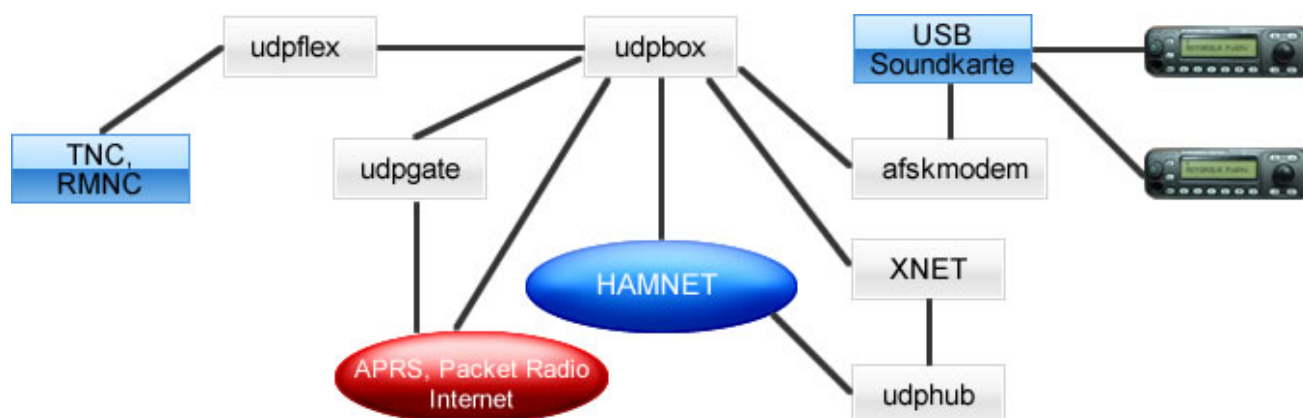 udpflex
udpbox
USB
Soundkarte
TNC,
RMNC
udpgate
afskmodem
HAMNET
XNET
APRS, Packet Radio
Internet
udphub